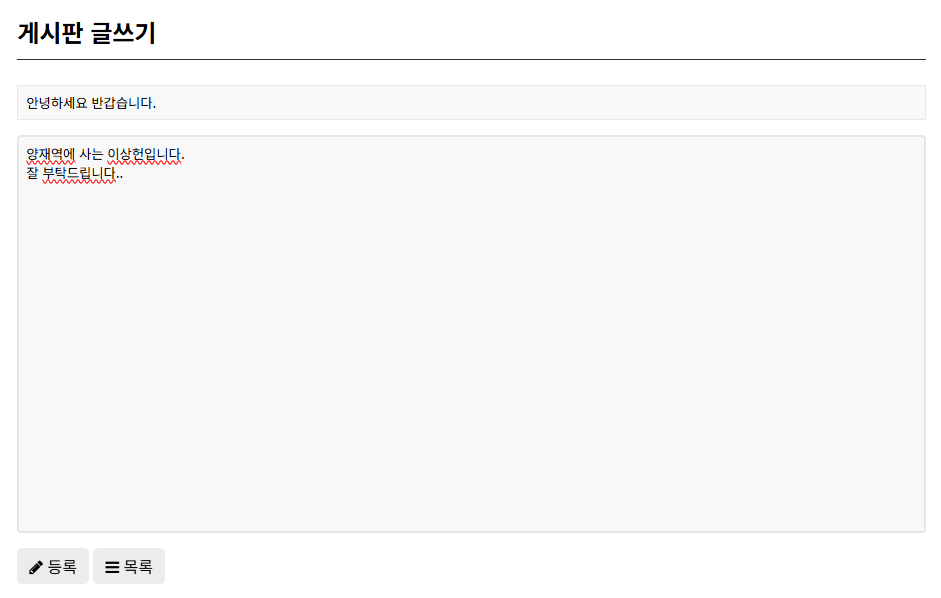 게시판 글쓰기
안녕하세요 반갑습니다.
양재역에 사는 이상헌입니다.
잘 부탁드립니다..
등록
목록